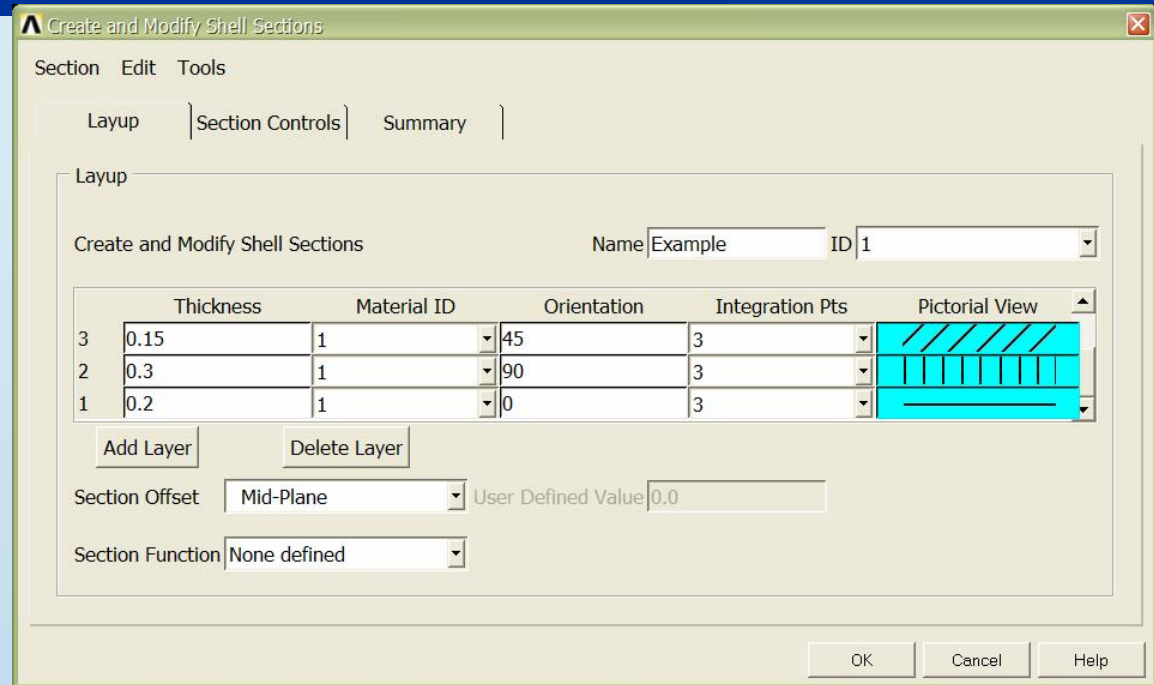 Create and Modify Shell Sections
Section Edit Tools
Layup Section Controls Summary
Layup
Create and Modify Shell Sections Name Example ID 1
Thickness Material ID Orientation Integration Pts Pictorial View
3 0.15 1 45 3
2 0.3 1 90 3
1 0.2 1 0 3
Add Layer Delete Layer
Section Offset Mid-Plane User Defined Value 0.0
Section Function None defined
OK Cancel Help